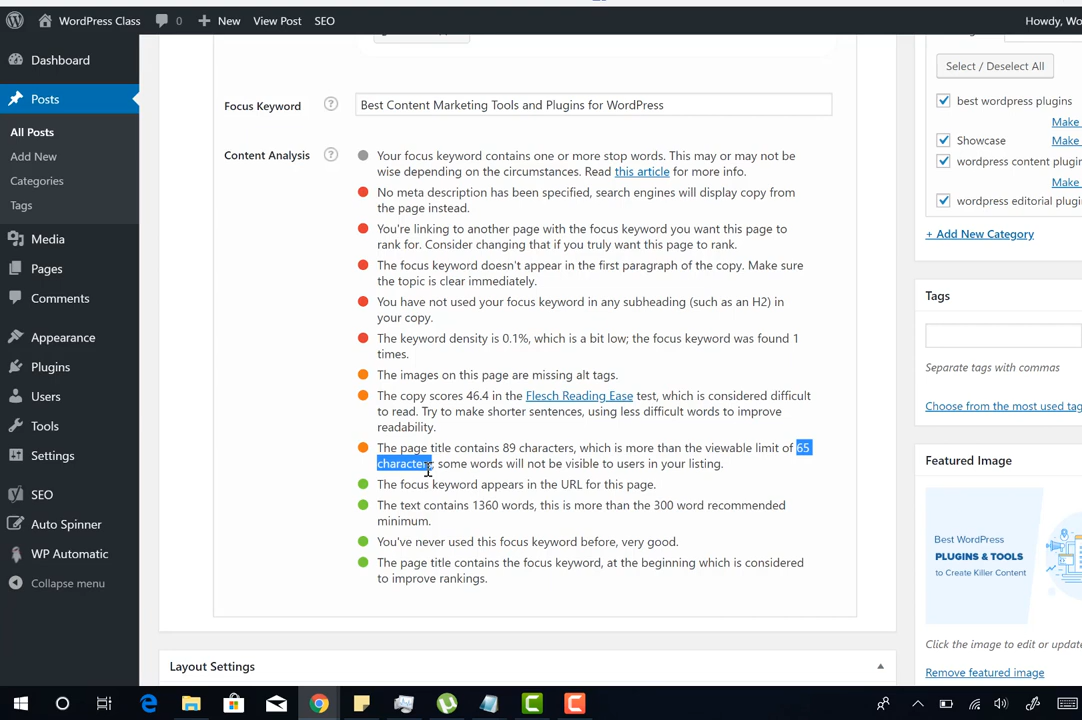 WordPress Class
0
New
View Post
SEO
Howdy, Wo
Dashboard
Posts
All Posts
Add New
Categories
Tags
Media
Pages
Comments
Appearance
Plugins
Users
Tools
Settings
SEO
Auto Spinner
WP Automatic
Collapse menu
Focus Keyword ?
Best Content Marketing Tools and Plugins for WordPress
Content Analysis ?
Your focus keyword contains one or more stop words. This may or may not be
wise depending on the circumstances. Read this article for more info.
No meta description has been specified, search engines will display copy from
the page instead.
You're linking to another page with the focus keyword you want this page to
rank for. Consider changing that if you truly want this page to rank.
The focus keyword doesn't appear in the first paragraph of the copy. Make sure
the topic is clear immediately.
You have not used your focus keyword in any subheading (such as an H2) in
your copy.
The keyword density is 0.1%, which is a bit low; the focus keyword was found 1
times.
The images on this page are missing alt tags.
The copy scores 46.4 in the Flesch Reading Ease test, which is considered difficult
to read. Try to make shorter sentences, using less difficult words to improve
readability.
The page title contains 89 characters, which is more than the viewable limit of 65
characters; some words will not be visible to users in your listing.
The focus keyword appears in the URL for this page.
The text contains 1360 words, this is more than the 300 word recommended
minimum.
You've never used this focus keyword before, very good.
The page title contains the focus keyword, at the beginning which is considered
to improve rankings.
Layout Settings
Select / Deselect All
best wordpress plugins
Make
Showcase
Make
wordpress content plugin
Make
wordpress editorial plugi
+ Add New Category
Tags
Separate tags with commas
Choose from the most used tag
Featured Image
Best WordPress
PLUGINS & TOOLS
to Create Killer Content
Click the image to edit or update
Remove featured image